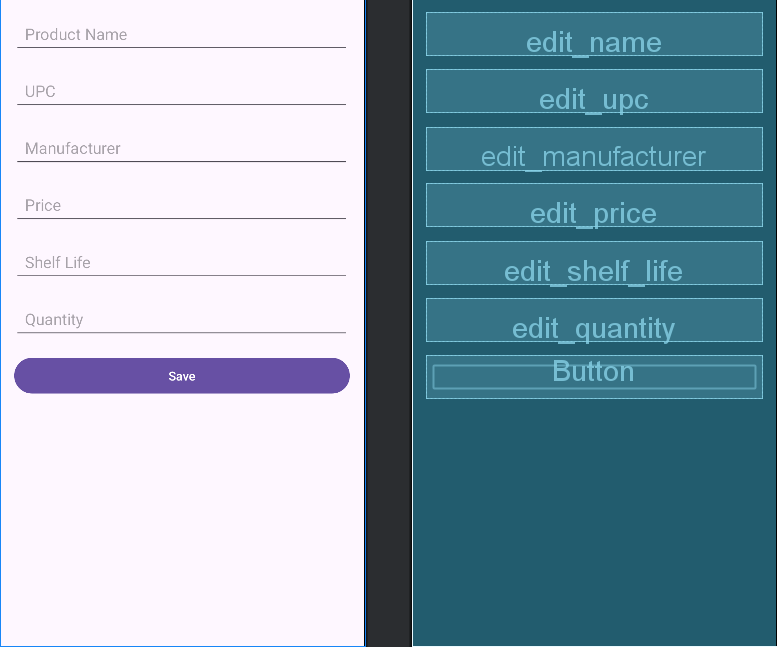 Product Name
UPC
Manufacturer
Price
Shelf Life
Quantity
Save
edit_name
edit_upc
edit_manufacturer
edit_price
edit_shelf_life
edit_quantity
Button